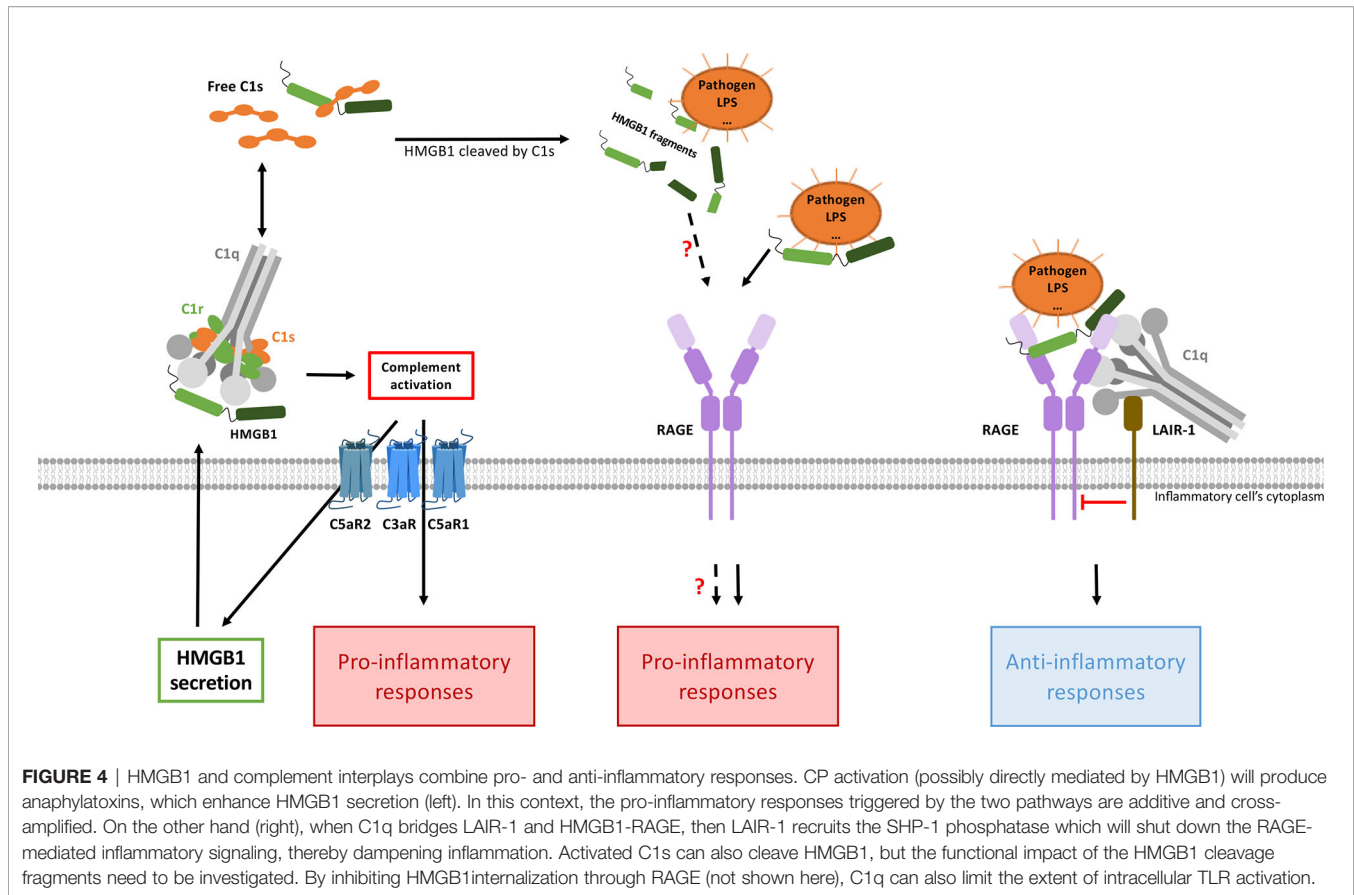 Free C1s
Pathogen
LPS
...
HMGB1 fragments
HMGB1 cleaved by C1s
Pathogen
LPS
...
?
C1q
C1r
C1s
HMGB1
Complement
activation
Pathogen
LPS
...
C1q
RAGE
RAGE
LAIR-1
Inflammatory cell's cytoplasm
C5aR2
C3aR
C5aR1
?
HMGB1
secretion
Pro-inflammatory
responses
Pro-inflammatory
responses
Anti-inflammatory
responses
FIGURE 4 | HMGB1 and complement interplays combine pro- and anti-inflammatory responses. CP activation (possibly directly mediated by HMGB1) will produce
anaphylatoxins, which enhance HMGB1 secretion (left). In this context, the pro-inflammatory responses triggered by the two pathways are additive and cross-
amplified. On the other hand (right), when C1q bridges LAIR-1 and HMGB1-RAGE, then LAIR-1 recruits the SHP-1 phosphatase which will shut down the RAGE-
mediated inflammatory signaling, thereby dampening inflammation. Activated C1s can also cleave HMGB1, but the functional impact of the HMGB1 cleavage
fragments need to be investigated. By inhibiting HMGB1internalization through RAGE (not shown here), C1q can also limit the extent of intracellular TLR activation.